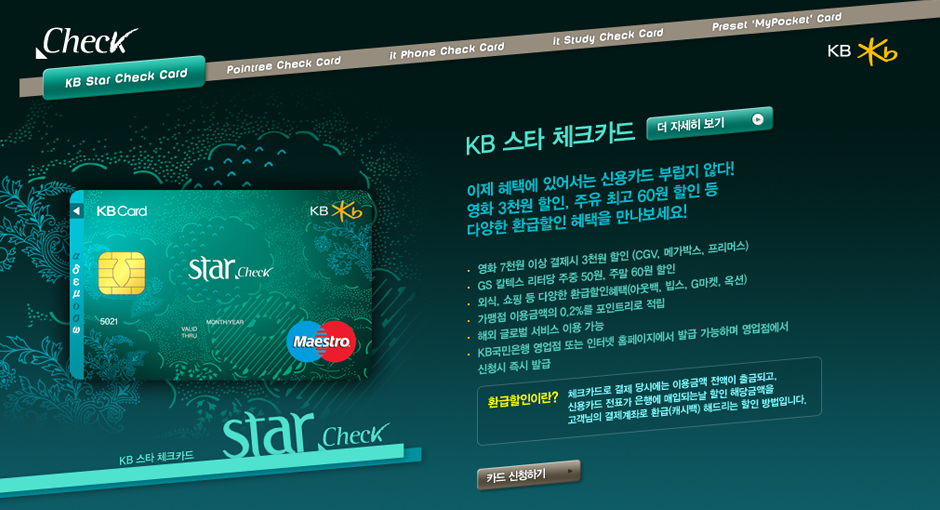 Check
KB Star Check Card
Pointree Check Card
it Phone Check Card
it Study Check Card
Preset 'MyPocket' Card
KB
KB 스타 체크카드
더 자세히 보기
이제 혜택에 있어서는 신용카드 부럽지 않다!
영화 3천원 할인, 주유 최고 60원 할인 등
다양한 환급할인 혜택을 만나보세요!
· 영화 7천원 이상 결제시 3천원 할인 (CGV, 메가박스, 프리머스)
· GS 칼텍스 리터당 주중 50원, 주말 60원 할인
· 외식, 쇼핑 등 다양한 환급할인혜택(아웃백, 빕스, G마켓, 옥션)
· 가맹점 이용금액의 0.2%를 포인트리로 적립
· 해외 글로벌 서비스 이용 가능
· KB국민은행 영업점 또는 인터넷 홈페이지에서 발급 가능하며 영업점에서
신청시 즉시 발급
환급할인이란?
체크카드로 결제 당시에는 이용금액 전액이 출금되고,
신용카드 전표가 은행에 매입되는날 할인 해당금액을
고객님의 결제계좌로 환급(캐시백) 해드리는 할인 방법입니다.
카드 신청하기
KB Card
KB
α δ ε μ σ ω
star Check
5021
VALID
THRU
MONTH/YEAR
Maestro
star Check
KB 스타 체크카드